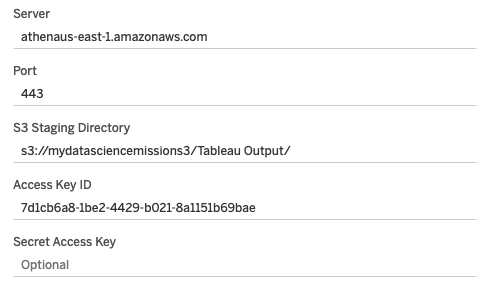 Server
athenaus-east-1.amazonaws.com
Port
443
S3 Staging Directory
s3://mydatasciencemissions3/Tableau Output/
Access Key ID
7d1cb6a8-1be2-4429-b021-8a1151b69bae
Secret Access Key
Optional